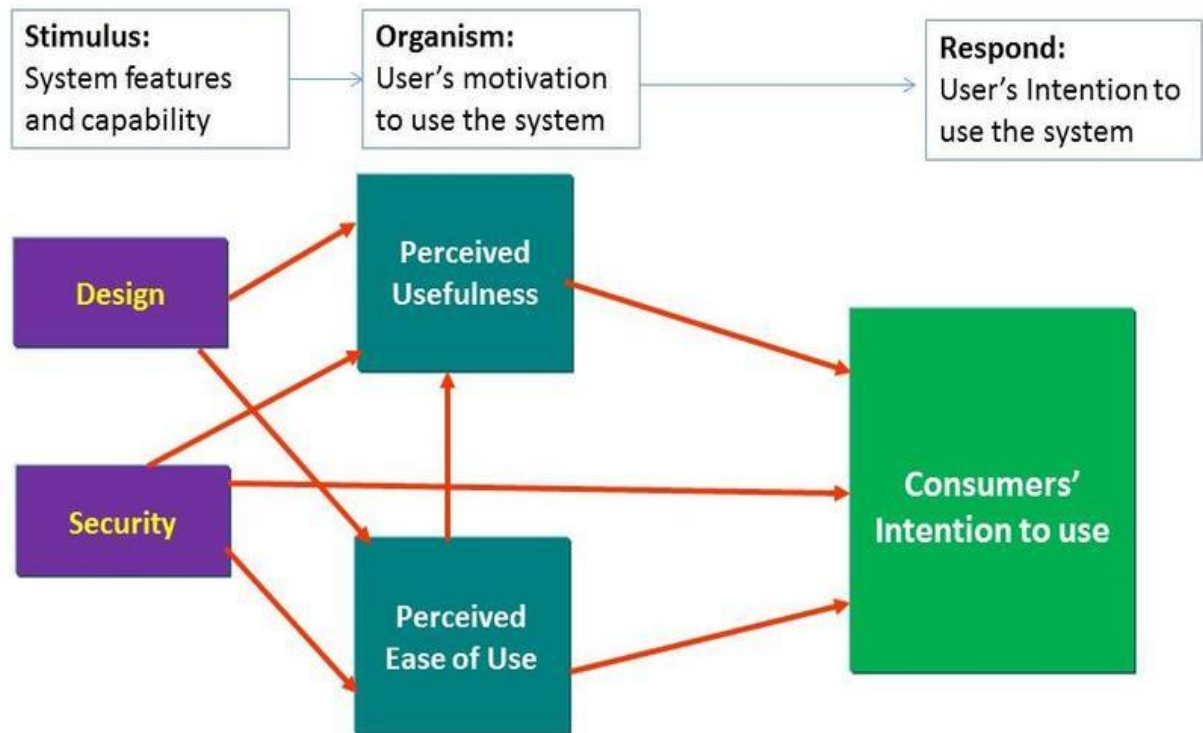 Stimulus:
System features
and capability
Organism:
User's motivation
to use the system
Respond:
User's Intention to
use the system
Design
Perceived
Usefulness
Security
Consumers'
Intention to use
Perceived
Ease of Use